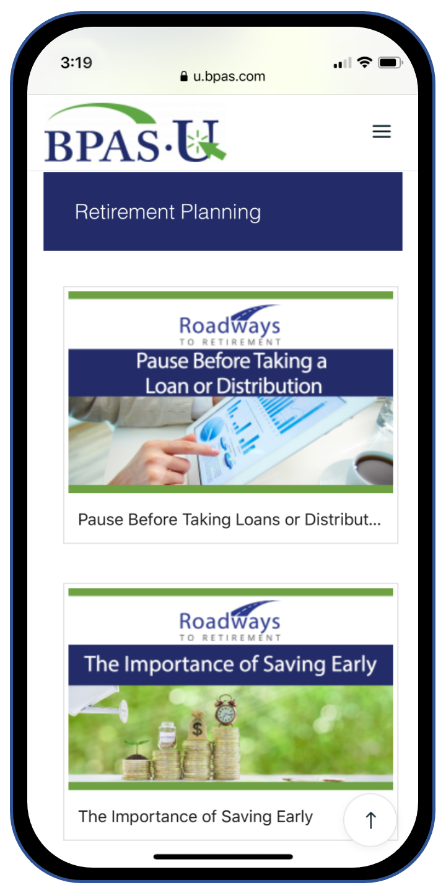 3:19
u.bpas.com
BPAS·U
Retirement Planning
Roadways
TO RETIREMENT
Pause Before Taking a
Loan or Distribution
Pause Before Taking Loans or Distribut...
Roadways
TO RETIREMENT
The Importance of Saving Early
$
The Importance of Saving Early